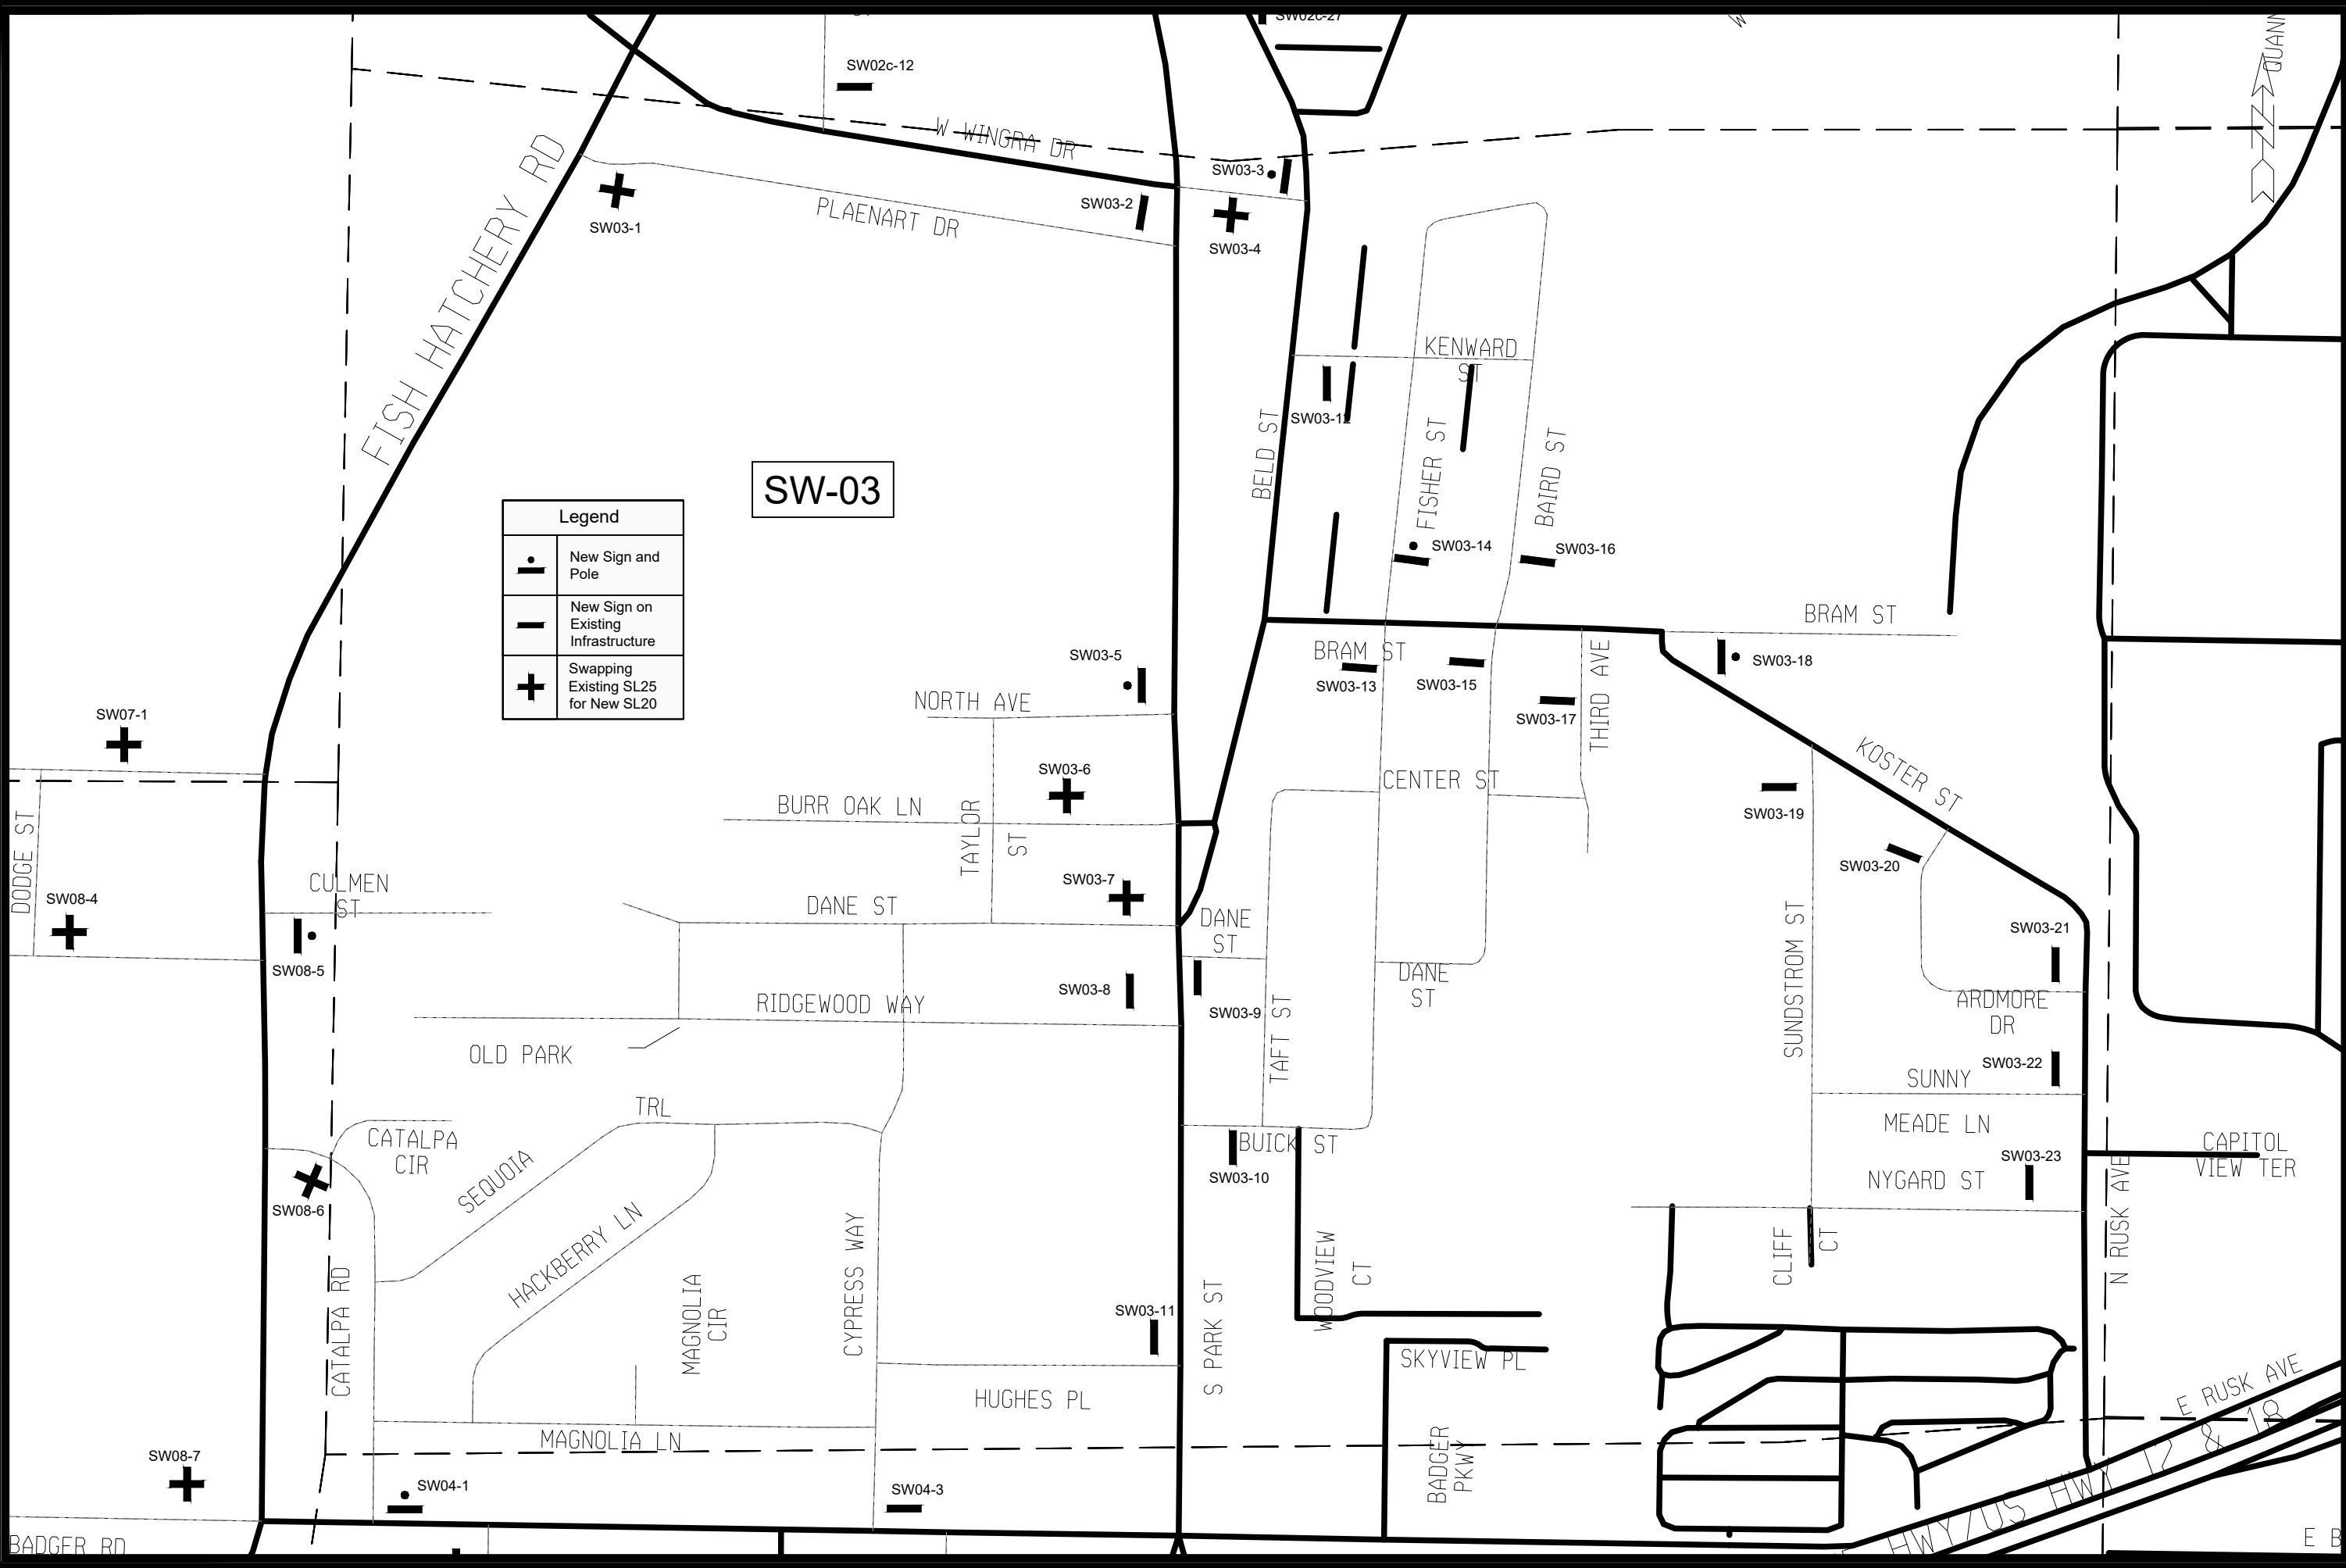 SW02c-27
SW02c-12
W WINGRA DR
SW03-3
SW03-1
SW03-2
SW03-4
PLAENART DR
FISH HATCHERY RD
KENWARD
ST
SW03-12
BELD ST
FISHER ST
BAIRD ST
SW-03
Legend
New Sign and
Pole
New Sign on
Existing
Infrastructure
Swapping
Existing SL25
for New SL20
SW03-14
SW03-16
BRAM ST
BRAM ST
SW03-5
SW03-13
SW03-15
SW03-18
THIRD AVE
SW03-17
NORTH AVE
SW07-1
SW03-6
KOSTER ST
CENTER ST
BURR OAK LN
TAYLOR
ST
SW03-19
DODGE ST
SW03-20
CULMEN
ST
SW08-4
SW03-7
DANE ST
DANE
ST
SW03-21
SW08-5
SW03-8
DANE
ST
SUNDSTROM ST
RIDGEWOOD WAY
SW03-9
TAFT ST
ARDMORE
DR
OLD PARK
SW03-22
SUNNY
MEADE LN
TRL
CATALPA
CIR
BUICK ST
CAPITOL
VIEW TER
SW03-23
NYGARD ST
SEQUOIA
SW03-10
SW08-6
HACKBERRY LN
CYPRESS WAY
WOODVIEW
CT
CLIFF
CT
N RUSK AVE
CATALPA RD
MAGNOLIA
CIR
SW03-11
S PARK ST
SKYVIEW PL
HUGHES PL
E RUSK AVE
MAGNOLIA LN
BADGER
PKWY
SW08-7
SW04-1
SW04-3
HWY/US HWY 12 & 18
BADGER RD
E B